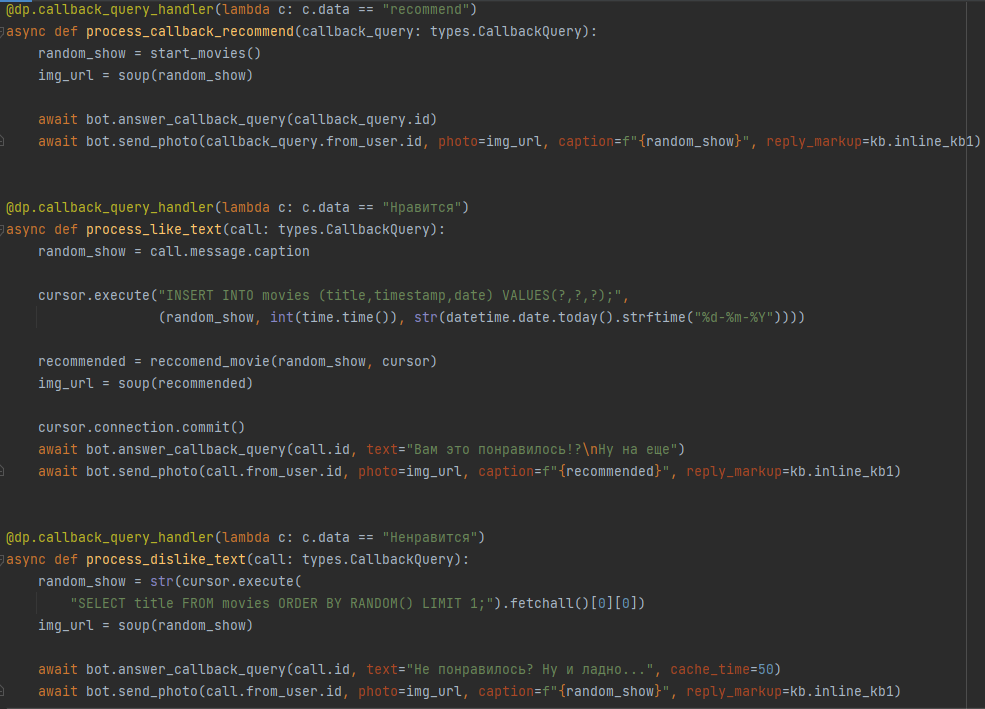 @dp.callback_query_handler(lambda c: c.data == "recommend")
async def process_callback_recommend(callback_query: types.CallbackQuery):
    random_show = start_movies()
    img_url = soup(random_show)

    await bot.answer_callback_query(callback_query.id)
    await bot.send_photo(callback_query.from_user.id, photo=img_url, caption=f"{random_show}", reply_markup=kb.inline_kb1)

@dp.callback_query_handler(lambda c: c.data == "Нравится")
async def process_like_text(call: types.CallbackQuery):
    random_show = call.message.caption

    cursor.execute("INSERT INTO movies (title,timestamp,date) VALUES(?,?,?);",
                   (random_show, int(time.time()), str(datetime.date.today().strftime("%d-%m-%Y"))))

    recommended = reccomend_movie(random_show, cursor)
    img_url = soup(recommended)

    cursor.connection.commit()
    await bot.answer_callback_query(call.id, text="Вам это понравилось!?\nНу на еще")
    await bot.send_photo(call.from_user.id, photo=img_url, caption=f"{recommended}", reply_markup=kb.inline_kb1)

@dp.callback_query_handler(lambda c: c.data == "Ненравится")
async def process_dislike_text(call: types.CallbackQuery):
    random_show = str(cursor.execute(
        "SELECT title FROM movies ORDER BY RANDOM() LIMIT 1;").fetchall()[0][0])
    img_url = soup(random_show)

    await bot.answer_callback_query(call.id, text="Не понравилось? Ну и ладно...", cache_time=50)
    await bot.send_photo(call.from_user.id, photo=img_url, caption=f"{random_show}", reply_markup=kb.inline_kb1)